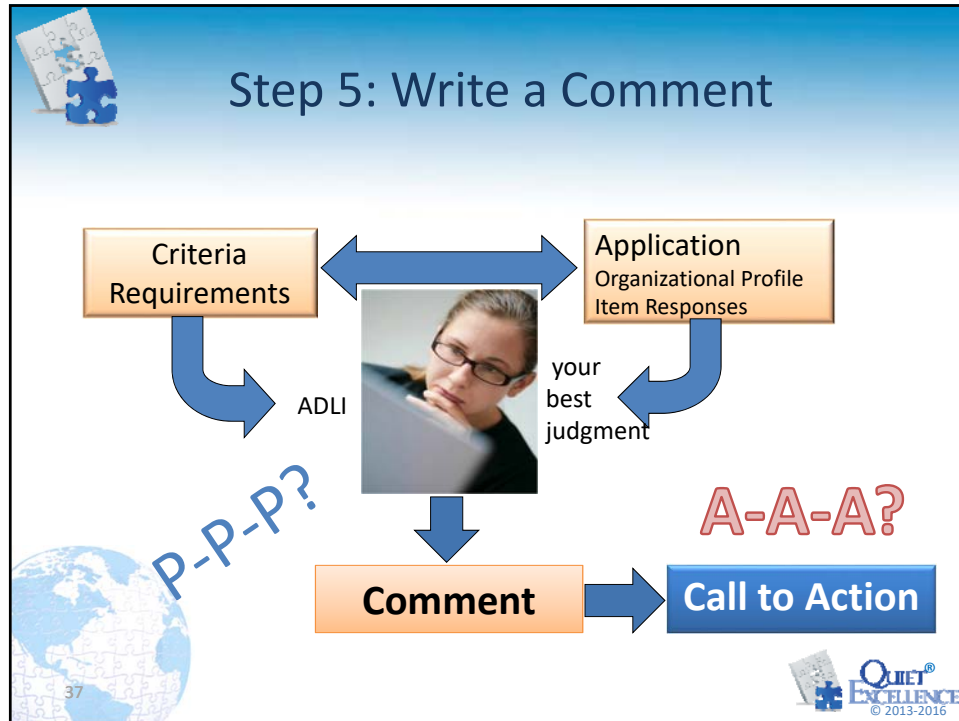 Step 5: Write a Comment
Criteria
Requirements
Application
Organizational Profile
Item Responses
ADLI
your
best
judgment
P-P-P?
A-A-A?
Comment
Call to Action
37
QUIET®
EXCELLENCE
© 2013-2016